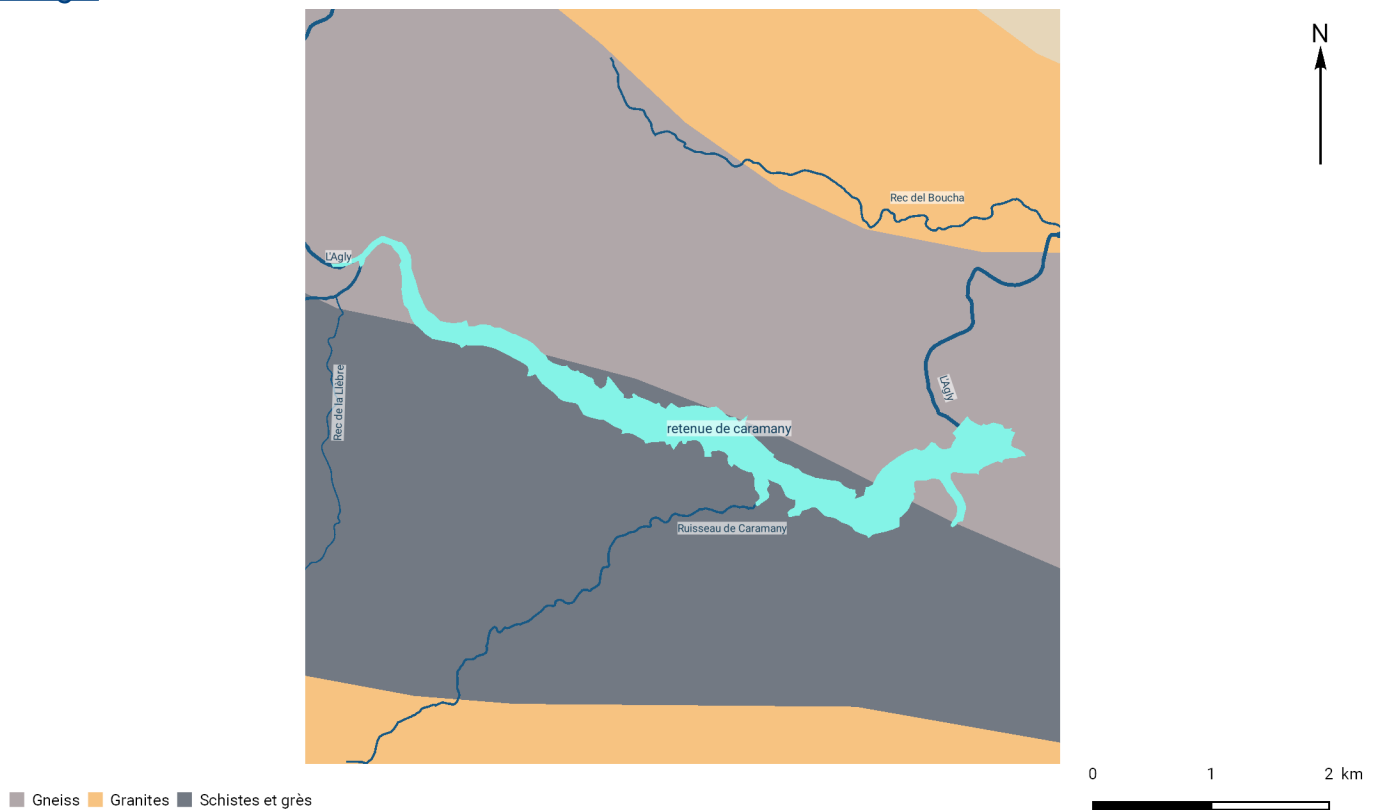 N
Rec del Boucha
L'Agly
Rec de la Llèbre
L'Agly
retenue de caramany
Ruisseau de Caramany
0 1 2 km
Gneiss Granites Schistes et grès